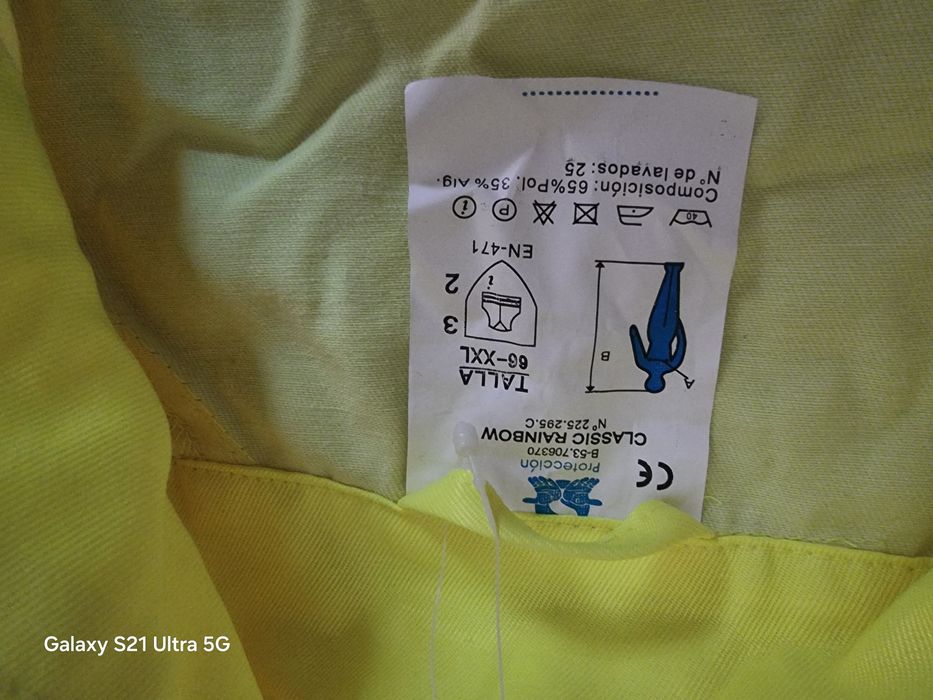 Protección
B-53.706370
CE
CLASSIC RAINBOW
Nº 225.295.C
TALLA
66-XXL
A
B
3
2
i
EN-471
40
P
i
Composición: 65%Pol. 35% Alg.
Nº de lavados: 25
Galaxy S21 Ultra 5G